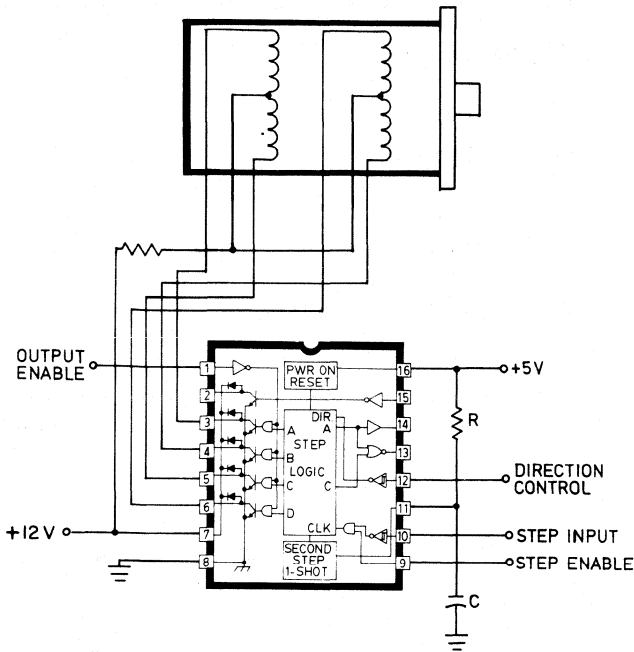 OUTPUT
ENABLE
+12V
1
2
3
4
5
6
7
8
PWR ON
RESET
DIR
A
A
STEP
B
LOGIC
C
C
D
CLK
SECOND
STEP
1-SHOT
16
15
14
13
12
11
10
9
+5V
R
DIRECTION
CONTROL
STEP INPUT
STEP ENABLE
C